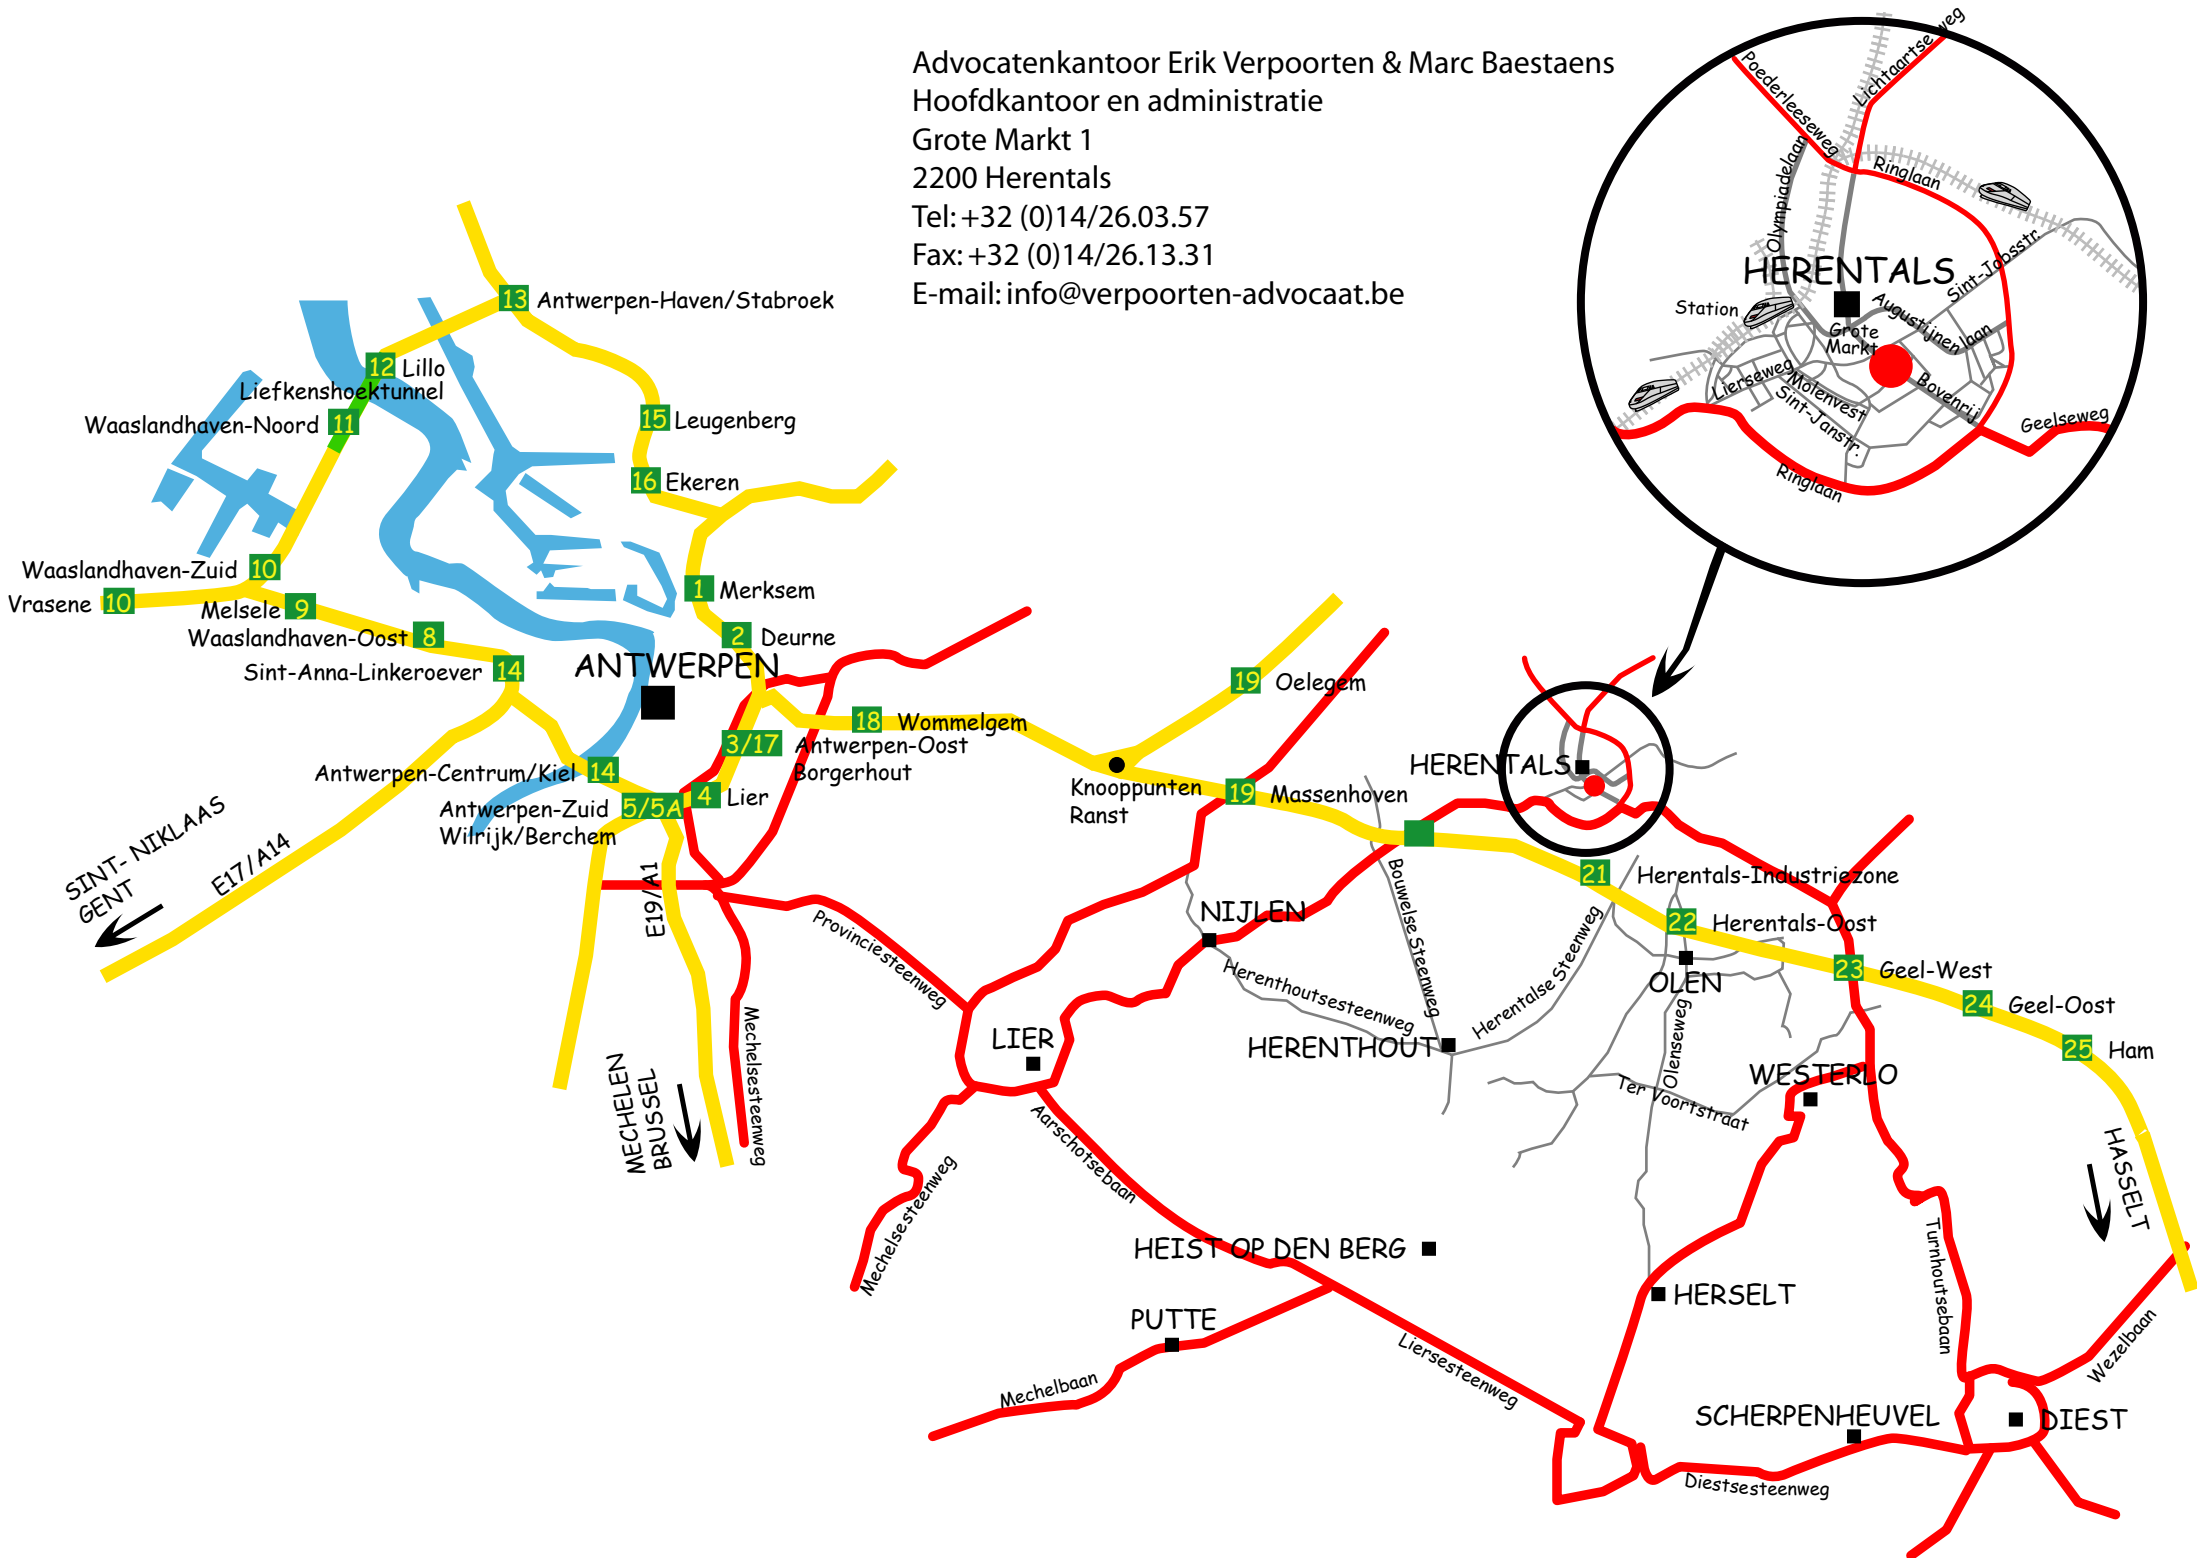 Advocatenkantoor Erik Verpoorten & Marc Baestaens
Hoofdkantoor en administratie
Grote Markt 1
2200 Herentals
Tel: +32 (0)14/26.03.57
Fax: +32 (0)14/26.13.31
E-mail: info@verpoorten-advocaat.be
Poederleeseweg
Lichtaartseweg
Olympiadelaan
Ringlaan
Sint-Jobsstr.
HERENTALS
Station
Augustijnenlaan
Grote
Markt
Lierseweg
Molenvest
Sint-Janstr.
Bovenrij
Geelseweg
Ringlaan
13 Antwerpen-Haven/Stabroek
12 Lillo
Liefkenshoektunnel
Waaslandhaven-Noord 11
15 Leugenberg
16 Ekeren
Waaslandhaven-Zuid 10
Vrasene 10
Melsele 9
1 Merksem
Waaslandhaven-Oost 8
2 Deurne
Sint-Anna-Linkeroever 14
ANTWERPEN
19 Oelegem
18 Wommelgem
3/17 Antwerpen-Oost
Borgerhout
Antwerpen-Centrum/Kiel 14
4 Lier
Antwerpen-Zuid 5/5A
Wilrijk/Berchem
Knooppunten
Ranst
19 Massenhoven
HERENTALS
SINT- NIKLAAS
GENT
E17/A14
E19/A1
21 Herentals-Industriezone
22 Herentals-Oost
23 Geel-West
24 Geel-Oost
25 Ham
NIJLEN
Bouwelse Steenweg
Herenthoutsesteenweg
Herentalse Steenweg
Provinciesteenweg
OLEN
Olenseweg
LIER
HERENTHOUT
WESTERLO
Ter Voortstraat
MECHELEN
BRUSSEL
Mechelsesteenweg
Mechelsesteenweg
Aarschotsebaan
HASSELT
HEIST OP DEN BERG
HERSELT
Turnhoutsebaan
PUTTE
Mechelbaan
Liersesteenweg
Wezelbaan
SCHERPENHEUVEL
DIEST
Diestsesteenweg